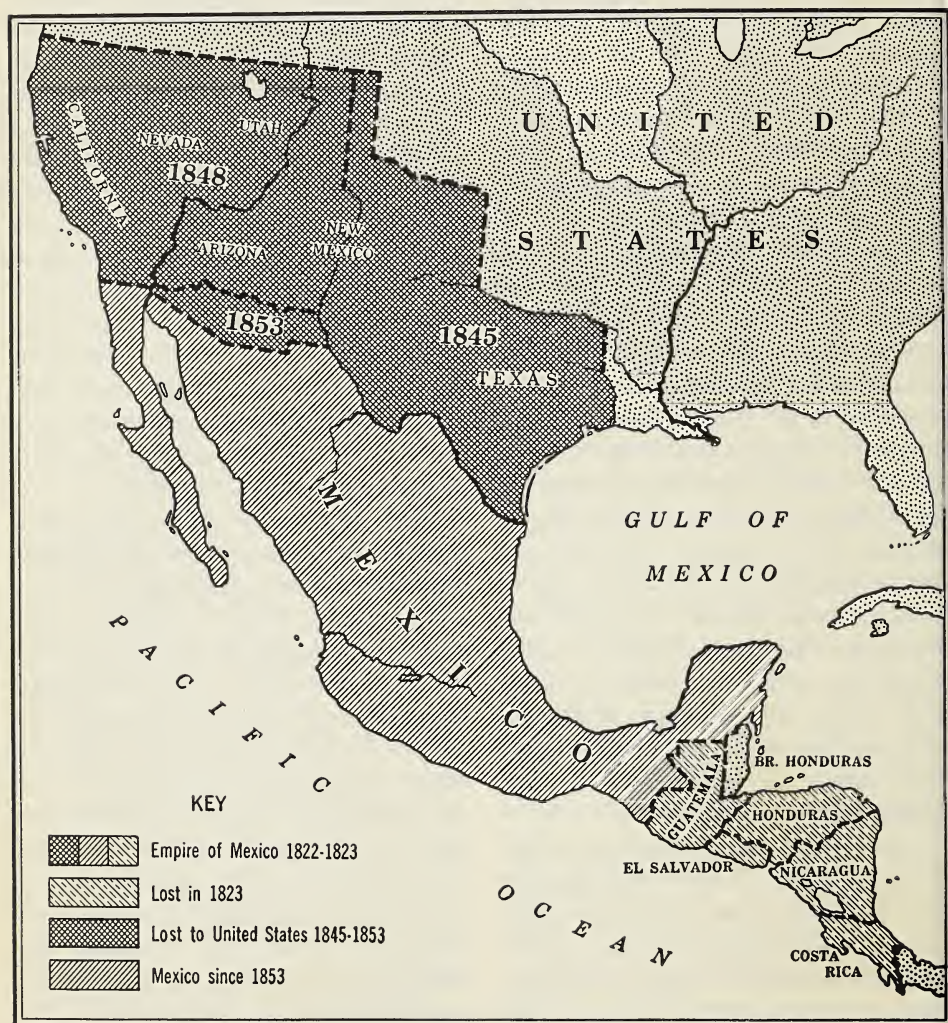 UNITED
STATES
CALIFORNIA
NEVADA
UTAH
1848
ARIZONA
NEW
MEXICO
1853
1845
TEXAS
MEXICO
GULF OF
MEXICO
PACIFIC
OCEAN
BR. HONDURAS
GUATEMALA
HONDURAS
EL SALVADOR
NICARAGUA
COSTA
RICA
KEY
Empire of Mexico 1822-1823
Lost in 1823
Lost to United States 1845-1853
Mexico since 1853